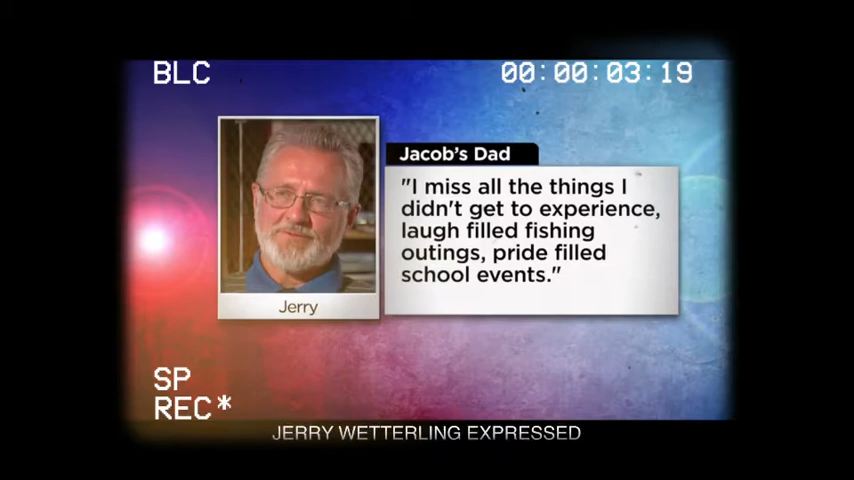 BLC
00:00:03:19
Jacob's Dad
"I miss all the things I
didn't get to experience,
laugh filled fishing
outings, pride filled
school events."
Jerry
SP
REC*
JERRY WETTERLING EXPRESSED